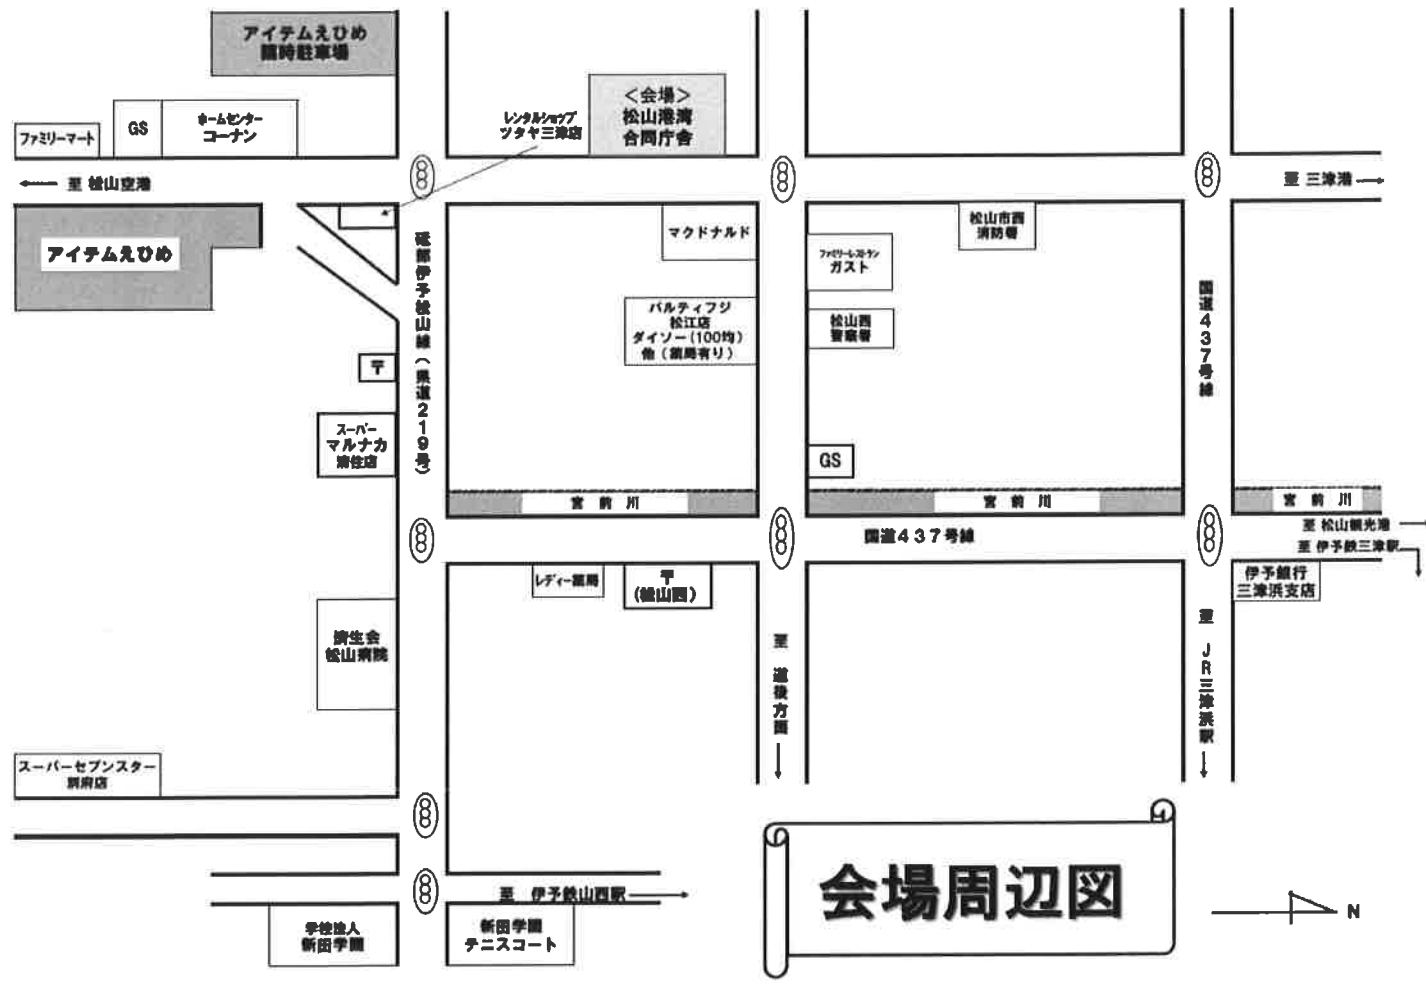 アイテムえひめ
臨時駐車場
<会場>
松山港湾
合同庁舎
レンタルショップ
ツタヤ三津店
ファミリーマート
GS
ホームセンター
コーナン
至 松山空港
至 三津港
アイテムえひめ
砥部伊予松山線(県道219号)
マクドナルド
ファミリーレストラン
ガスト
松山市西
消防署
国道437号線
パルティフジ
松江店
ダイソー(100均)
他(薬局有り)
松山西
警察署
〒
スーパー
マルナカ
清住店
GS
宮前川
宮前川
宮前川
国道437号線
至 松山観光港
至 伊予鉄三津駅
レディー薬局
〒
(松山西)
伊予銀行
三津浜支店
済生会
松山病院
至 道後方面
至 JR三津浜駅
スーパーセブンスター
別府店
至 伊予鉄山西駅
学校法人
新田学園
新田学園
テニスコート
会場周辺図
N